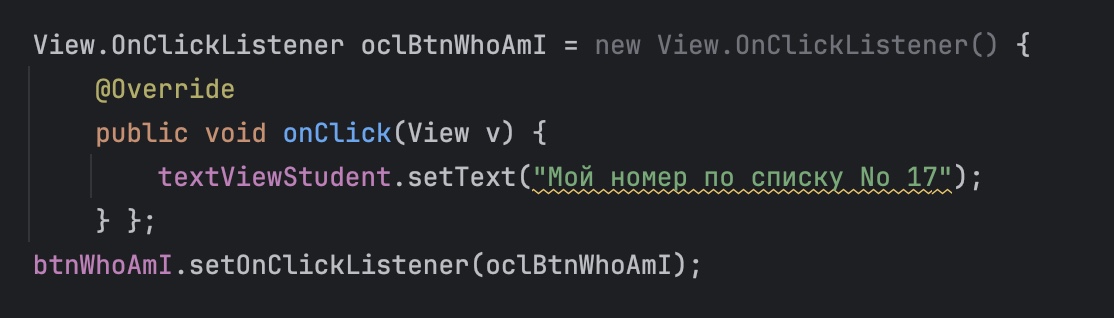 View.OnClickListener oclBtnWhoAmI = new View.OnClickListener() {
@Override
public void onClick(View v) {
textViewStudent.setText("Мой номер по списку No 17");
} };
btnWhoAmI.setOnClickListener(oclBtnWhoAmI);